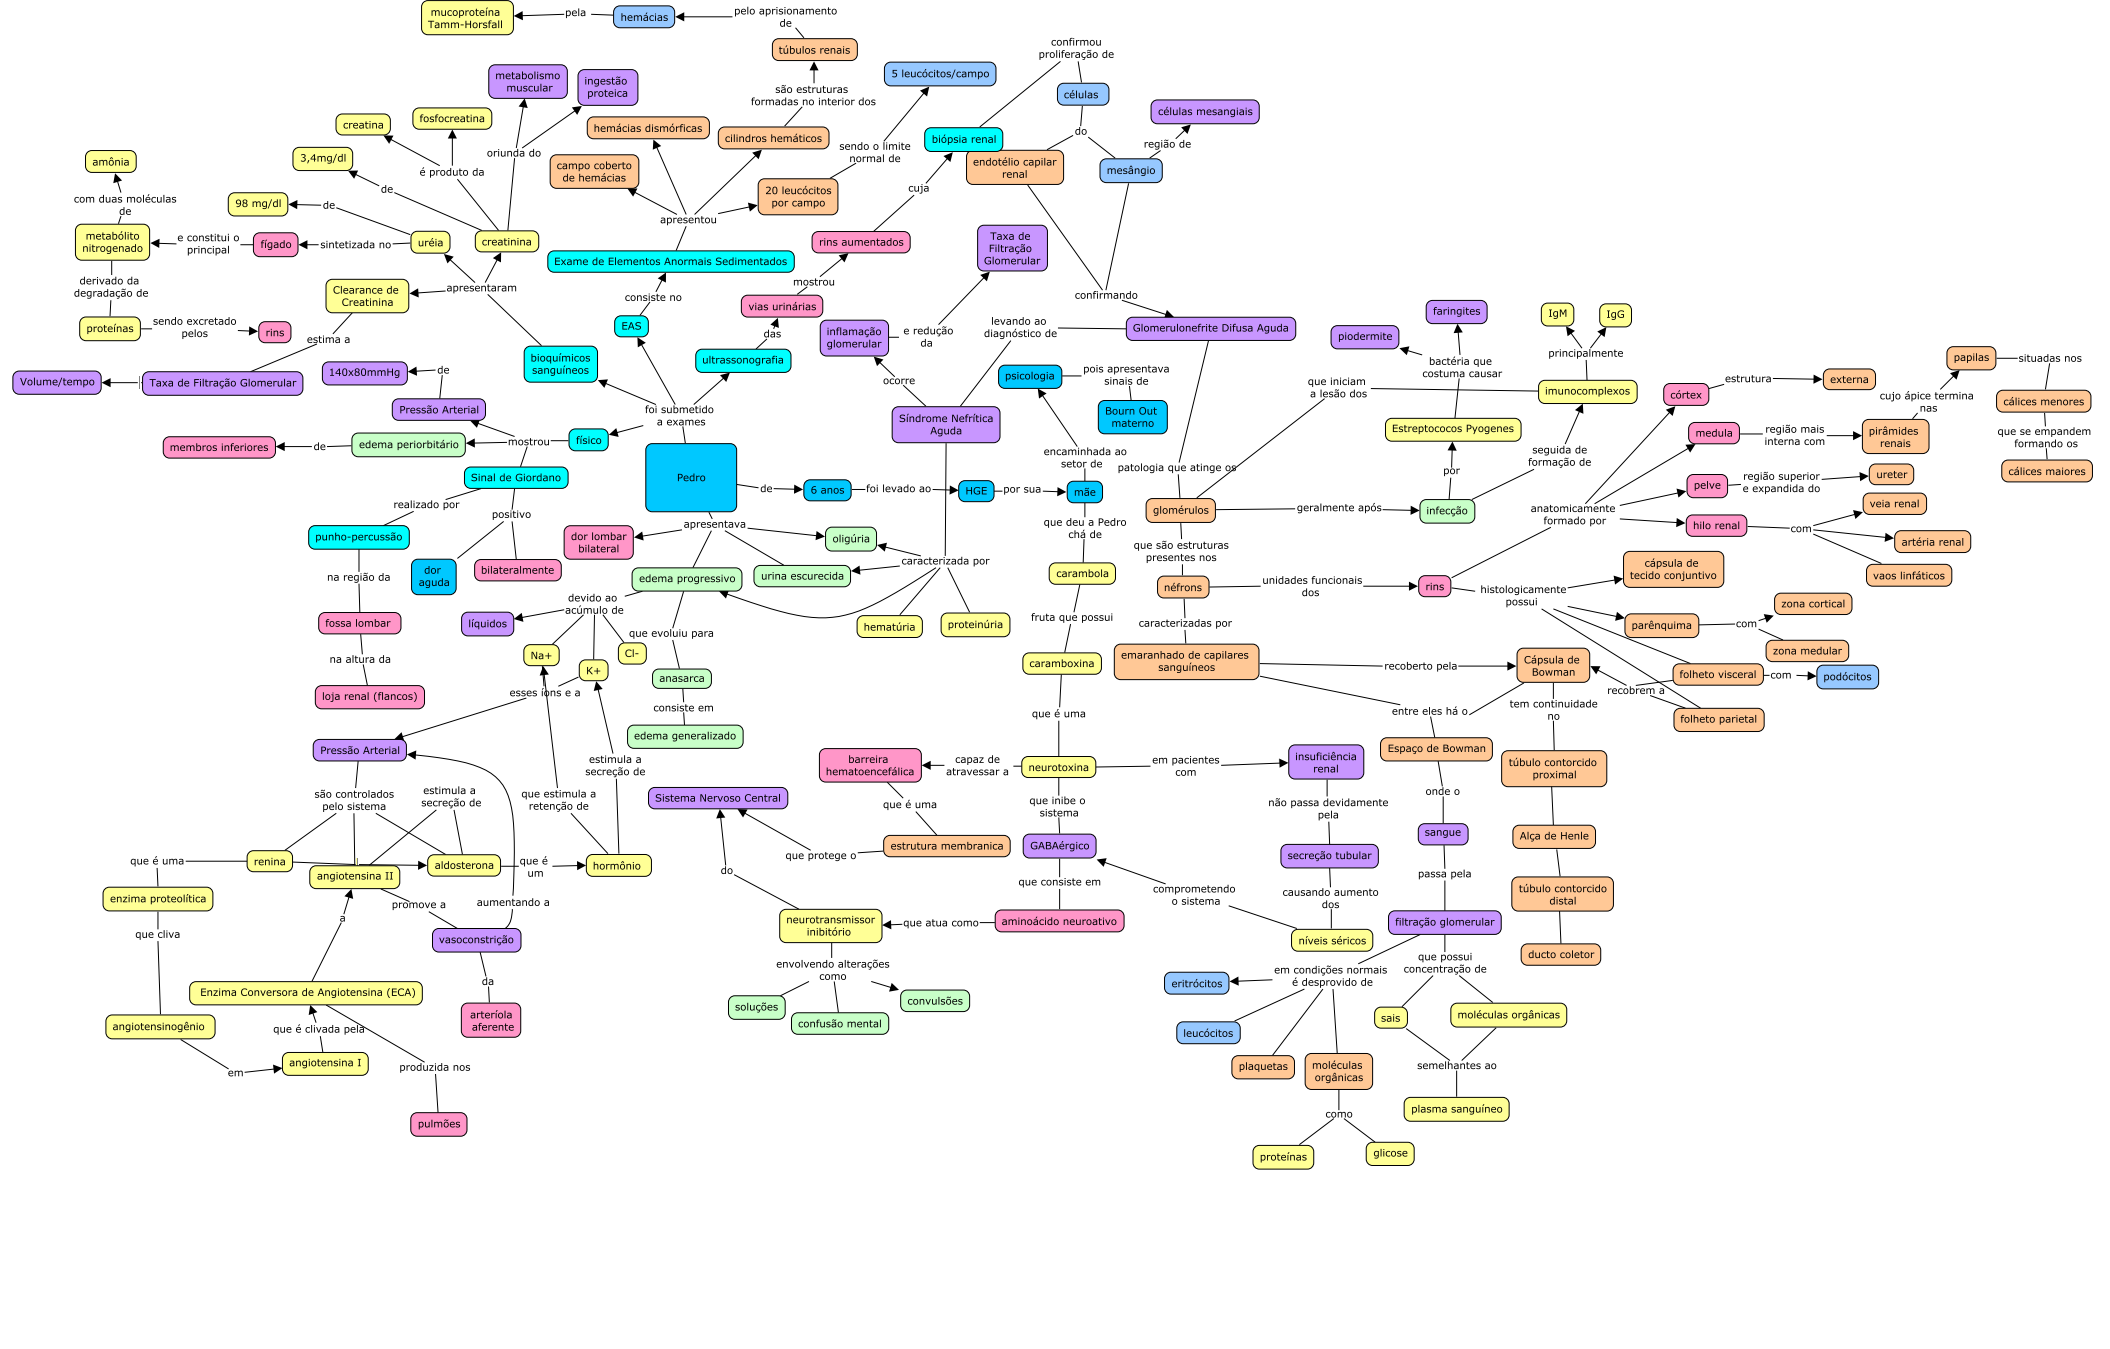 mucoproteína
Tamm-Horsfall
pela
hemácias
pelo aprisionamento
de
túbulos renais
são estruturas
formadas no interior dos
cilindros hemáticos
hemácias dismórficas
campo coberto
de hemácias
20 leucócitos
por campo
sendo o limite
normal de
5 leucócitos/campo
apresentou
Exame de Elementos Anormais Sedimentados
consiste no
EAS
metabolismo
muscular
ingestão
proteica
oriunda do
creatina
fosfocreatina
é produto da
3,4mg/dl
de
98 mg/dl
de
creatinina
uréia
sintetizada no
fígado
e constitui o
principal
metabólito
nitrogenado
com duas moléculas
de
amônia
derivado da
degradação de
proteínas
sendo excretado
pelos
rins
apresentaram
Clearance de
Creatinina
estima a
Taxa de Filtração Glomerular
Volume/tempo
bioquímicos
sanguíneos
foi submetido
a exames
ultrassonografia
das
vias urinárias
mostrou
rins aumentados
cuja
biópsia renal
confirmou
proliferação de
células
do
endotélio capilar
renal
mesângio
região de
células mesangiais
confirmando
Glomerulonefrite Difusa Aguda
levando ao
diagnóstico de
Síndrome Nefrítica
Aguda
ocorre
inflamação
glomerular
e redução
da
Taxa de
Filtração
Glomerular
140x80mmHg
de
Pressão Arterial
mostrou
físico
edema periorbitário
de
membros inferiores
Sinal de Giordano
realizado por
punho-percussão
positivo
dor
aguda
bilateralmente
na região da
fossa lombar
na altura da
loja renal (flancos)
Pedro
de
6 anos
foi levado ao
HGE
por sua
mãe
encaminhada ao
setor de
psicologia
pois apresentava
sinais de
Bourn Out
materno
que deu a Pedro
chá de
carambola
fruta que possui
caramboxina
que é uma
neurotoxina
apresentava
dor lombar
bilateral
oligúria
urina escurecida
edema progressivo
caracterizada por
hematúria
proteinúria
devido ao
acúmulo de
líquidos
Na+
K+
Cl-
que evoluiu para
anasarca
consiste em
edema generalizado
esses íons e a
Pressão Arterial
são controlados
pelo sistema
renina
angiotensina II
aldosterona
estimula a
secreção de
que é
um
hormônio
que estimula a
retenção de
estimula a
secreção de
que é uma
enzima proteolítica
que cliva
angiotensinogênio
em
angiotensina I
que é clivada pela
Enzima Conversora de Angiotensina (ECA)
a
produzida nos
pulmões
promove a
vasoconstrição
aumentando a
da
arteríola
aferente
capaz de
atravessar a
barreira
hematoencefálica
que é uma
estrutura membranica
que protege o
Sistema Nervoso Central
do
neurotransmissor
inibitório
envolvendo alterações
como
soluções
confusão mental
convulsões
que inibe o
sistema
GABAérgico
que consiste em
aminoácido neuroativo
que atua como
em pacientes
com
insuficiência
renal
não passa devidamente
pela
secreção tubular
causando aumento
dos
níveis séricos
comprometendo
o sistema
patologia que atinge os
glomérulos
geralmente após
infecção
por
Estreptococos Pyogenes
bactéria que
costuma causar
piodermite
faringites
seguida de
formação de
imunocomplexos
principalmente
IgM
IgG
que iniciam
a lesão dos
que são estruturas
presentes nos
néfrons
unidades funcionais
dos
rins
caracterizadas por
emaranhado de capilares
sanguíneos
recoberto pela
Cápsula de
Bowman
entre eles há o
Espaço de Bowman
onde o
sangue
passa pela
filtração glomerular
em condições normais
é desprovido de
eritrócitos
leucócitos
plaquetas
moléculas
orgânicas
como
proteínas
glicose
que possui
concentração de
sais
moléculas orgânicas
semelhantes ao
plasma sanguíneo
tem continuidade
no
túbulo contorcido
proximal
Alça de Henle
túbulo contorcido
distal
ducto coletor
anatomicamente
formado por
córtex
estrutura
externa
medula
região mais
interna com
pirâmides
renais
cujo ápice termina
nas
papilas
situadas nos
cálices menores
que se empandem
formando os
cálices maiores
pelve
região superior
e expandida do
ureter
hilo renal
com
veia renal
artéria renal
vaos linfáticos
histologicamente
possui
cápsula de
tecido conjuntivo
parênquima
com
zona cortical
zona medular
folheto visceral
com
podócitos
folheto parietal
recobrem a